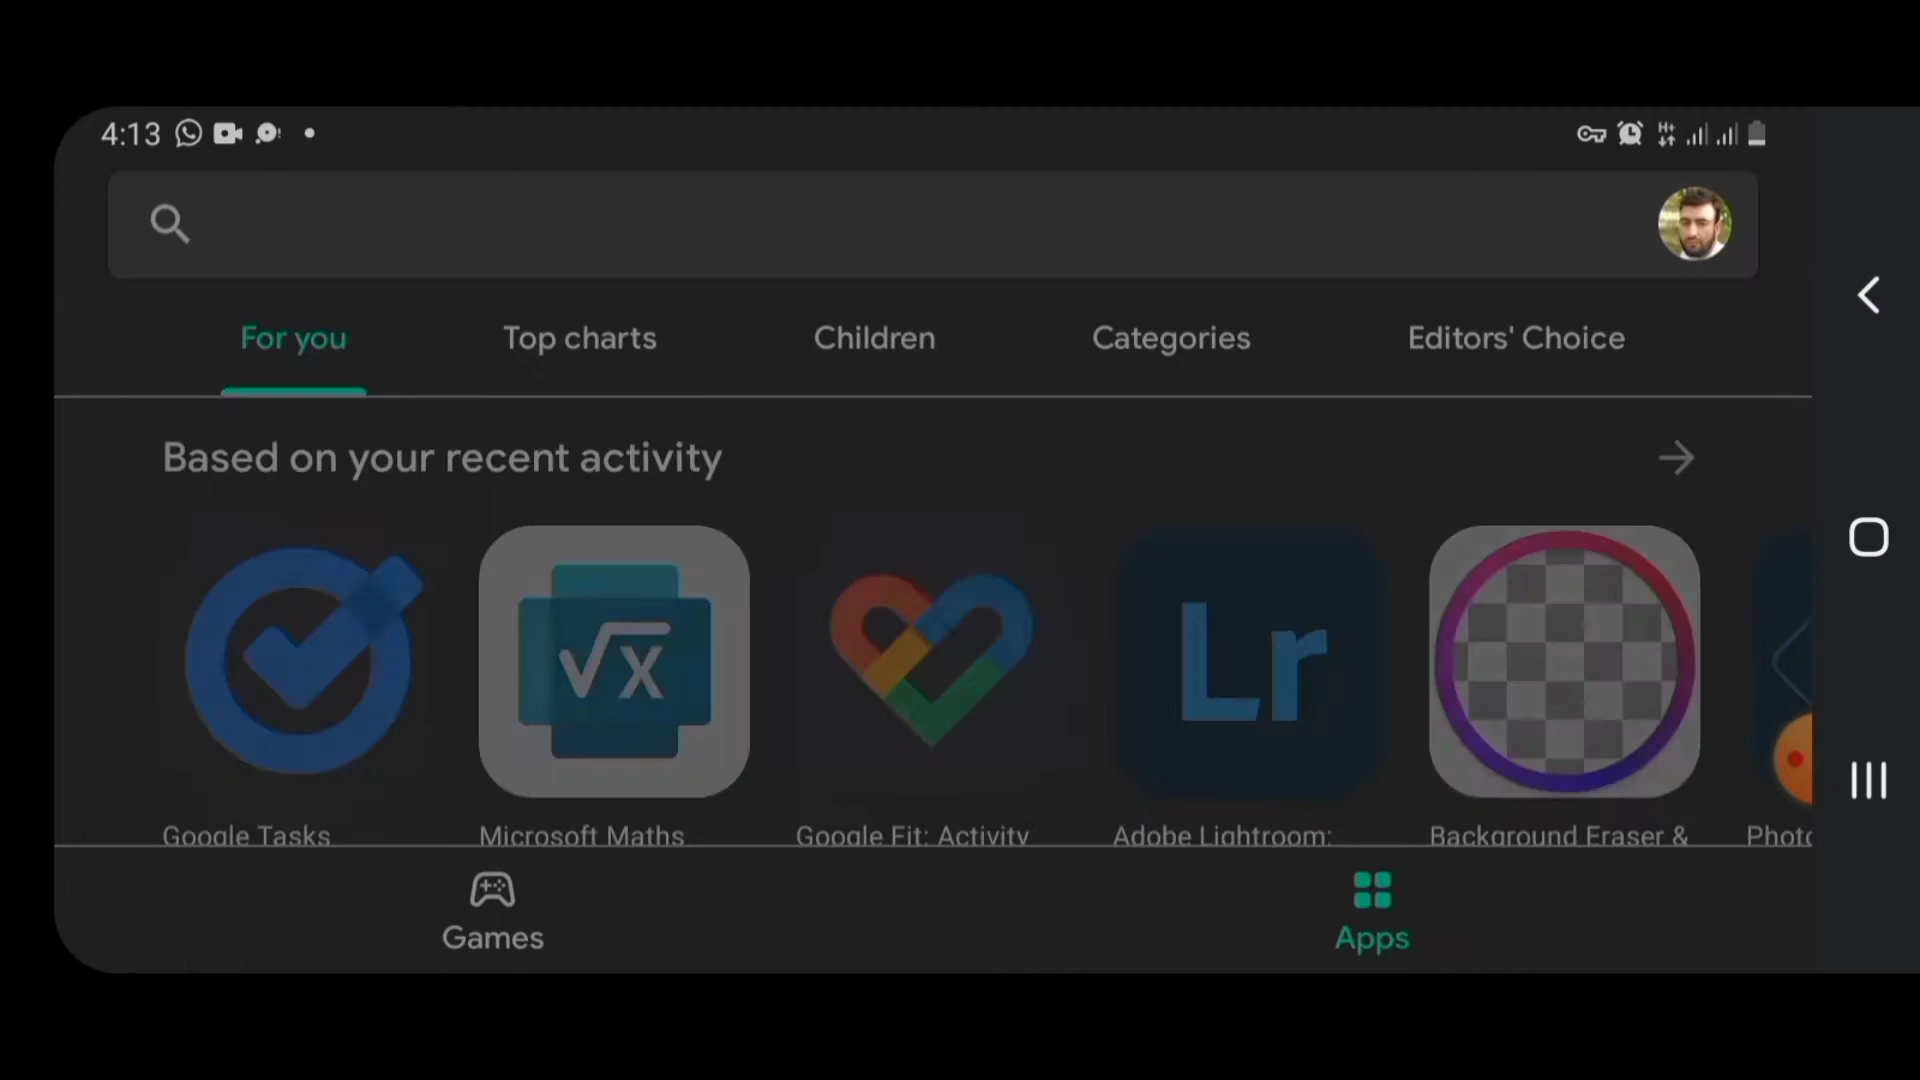 4:13
For you Top charts Children Categories Editors' Choice
Based on your recent activity
√x Lr
Google Tasks Microsoft Maths Google Fit: Activity Adobe Lightroom: Background Eraser & Photo
Games Apps